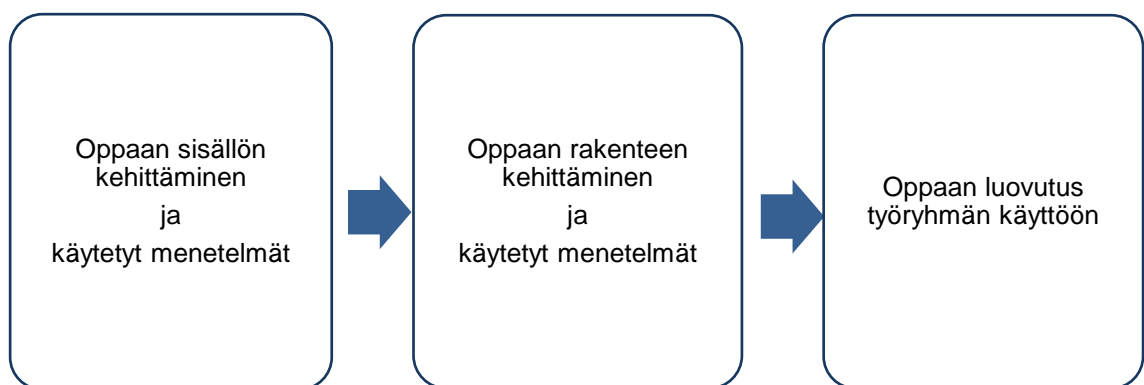 Oppaan sisällön
kehittäminen
ja
käytetyt menetelmät
Oppaan rakenteen
kehittäminen
ja
käytetyt menetelmät
Oppaan luovutus
työryhmän käyttöön